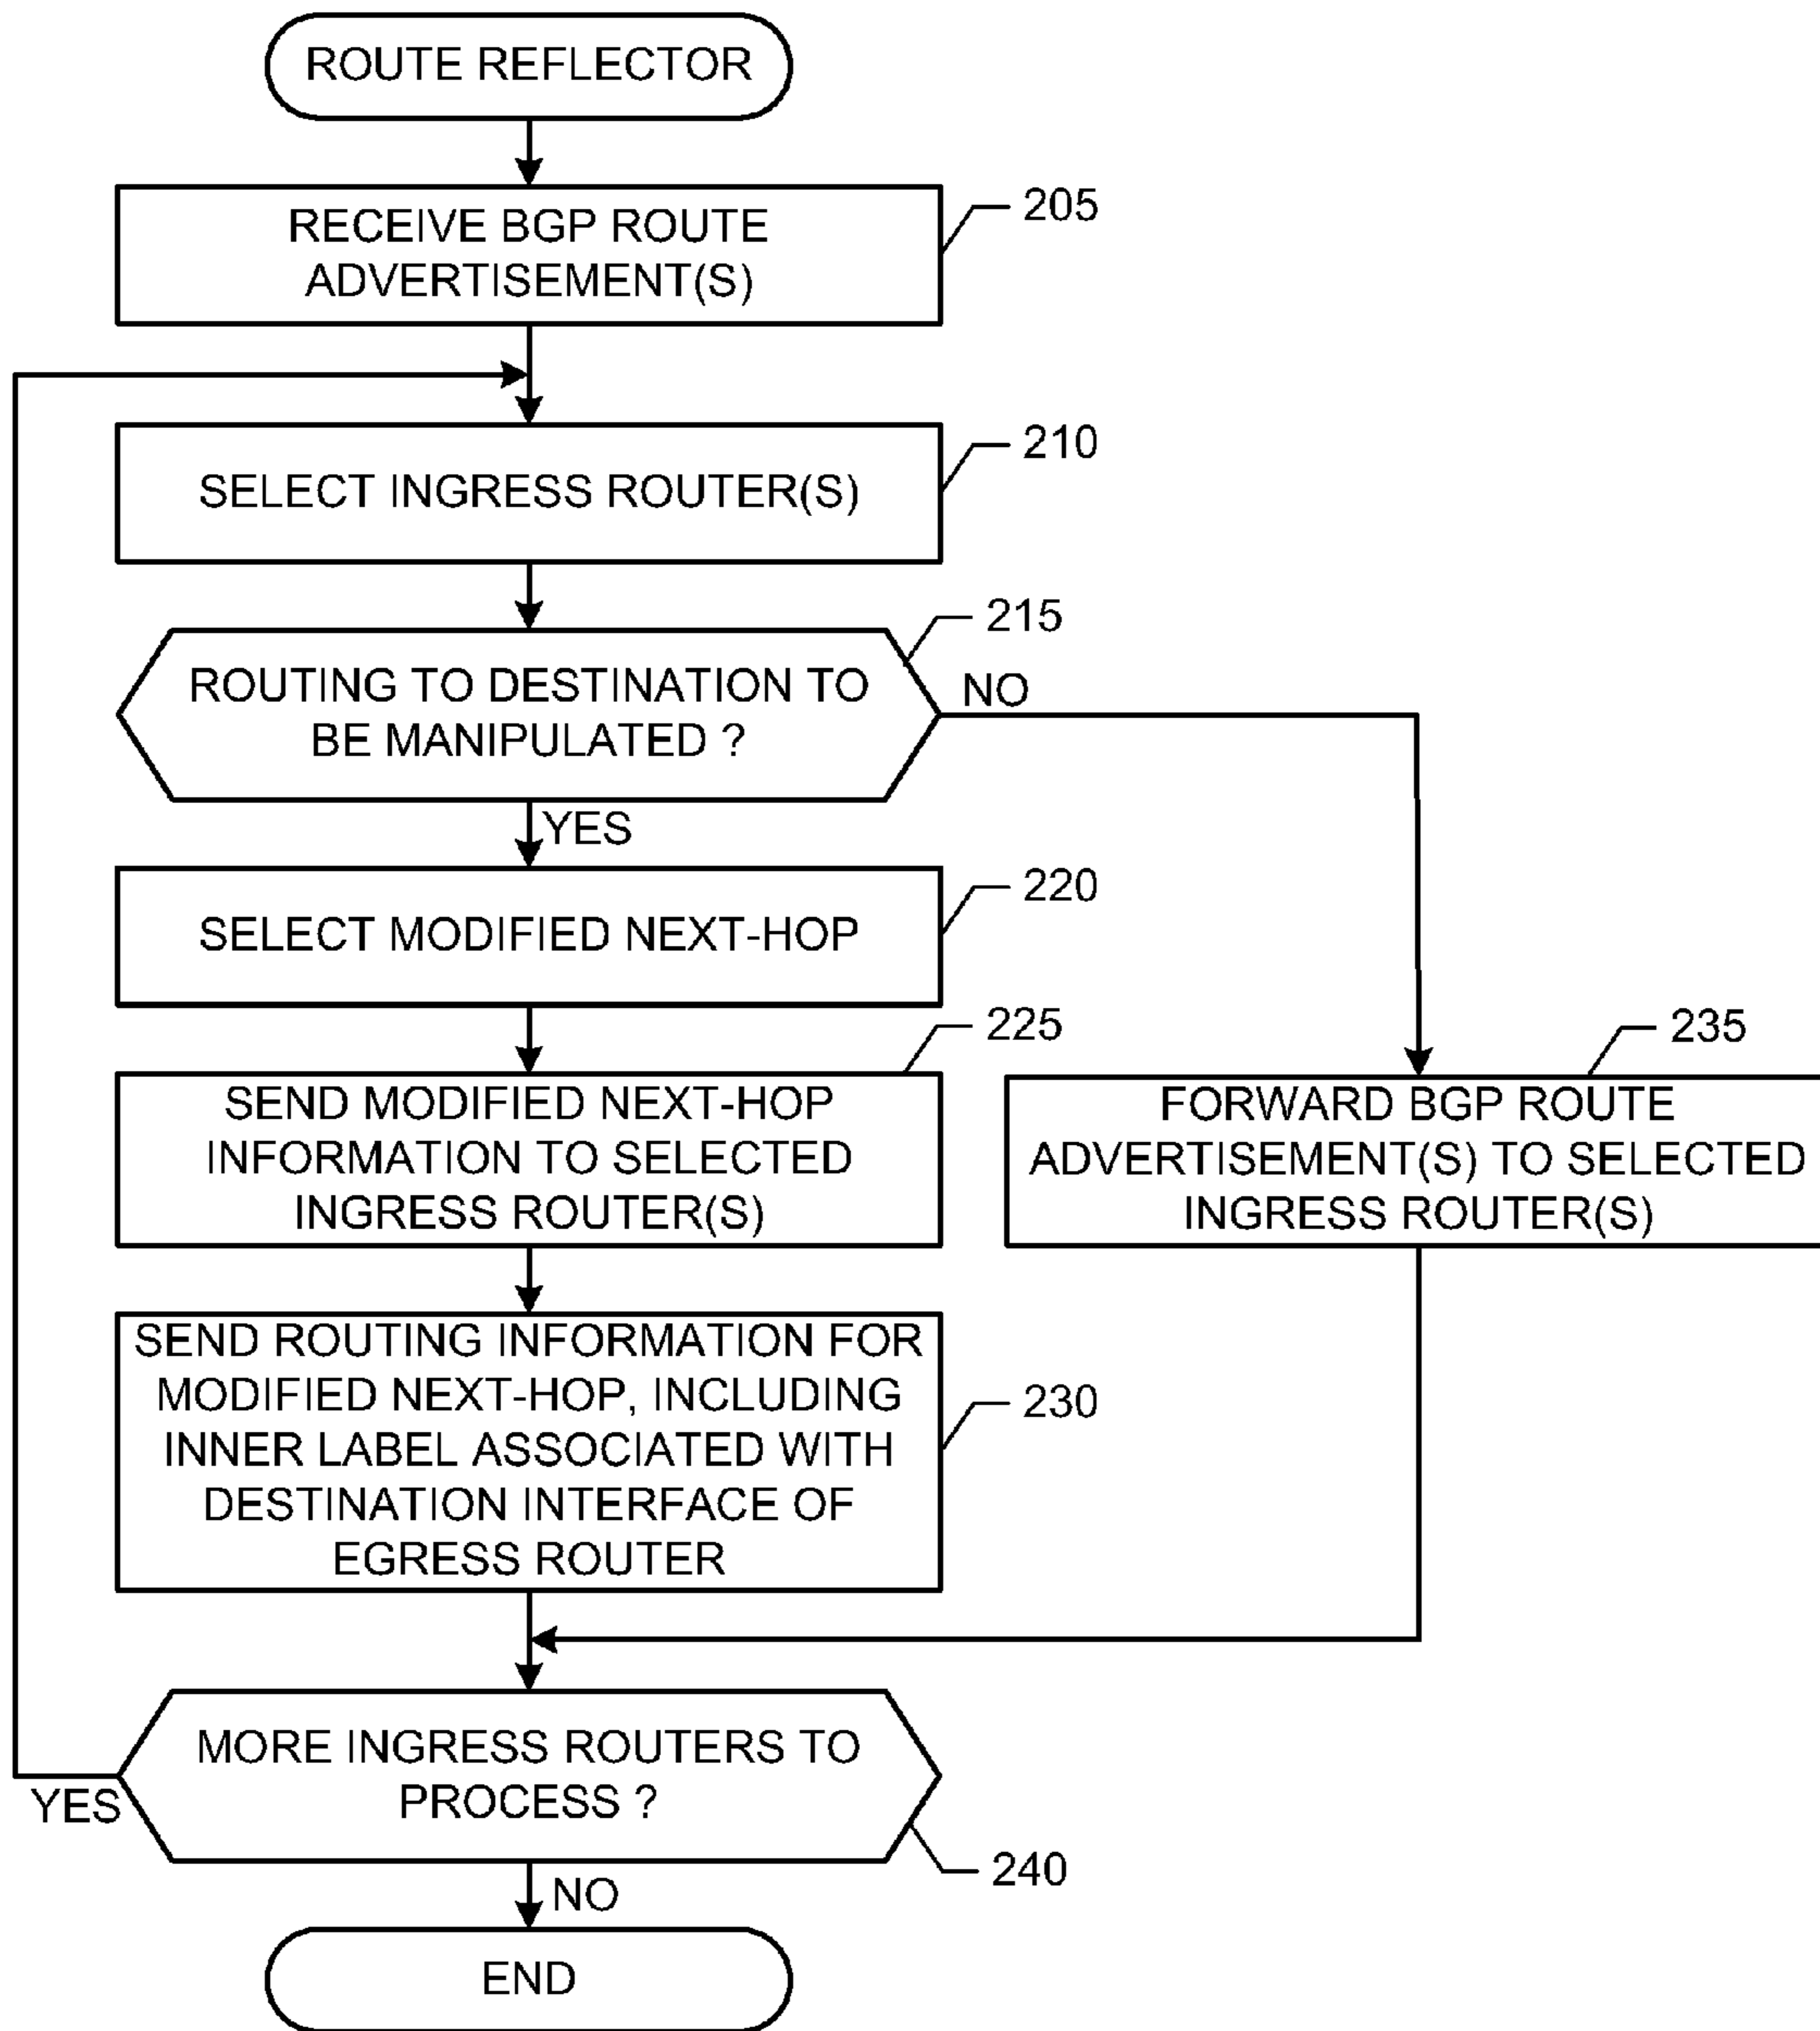 ROUTE REFLECTOR
RECEIVE BGP ROUTE
ADVERTISEMENT(S)
205
SELECT INGRESS ROUTER(S)
210
ROUTING TO DESTINATION TO
BE MANIPULATED ?
215
NO
YES
SELECT MODIFIED NEXT-HOP
220
SEND MODIFIED NEXT-HOP
INFORMATION TO SELECTED
INGRESS ROUTER(S)
225
FORWARD BGP ROUTE
ADVERTISEMENT(S) TO SELECTED
INGRESS ROUTER(S)
235
SEND ROUTING INFORMATION FOR
MODIFIED NEXT-HOP, INCLUDING
INNER LABEL ASSOCIATED WITH
DESTINATION INTERFACE OF
EGRESS ROUTER
230
MORE INGRESS ROUTERS TO
PROCESS ?
YES
240
NO
END